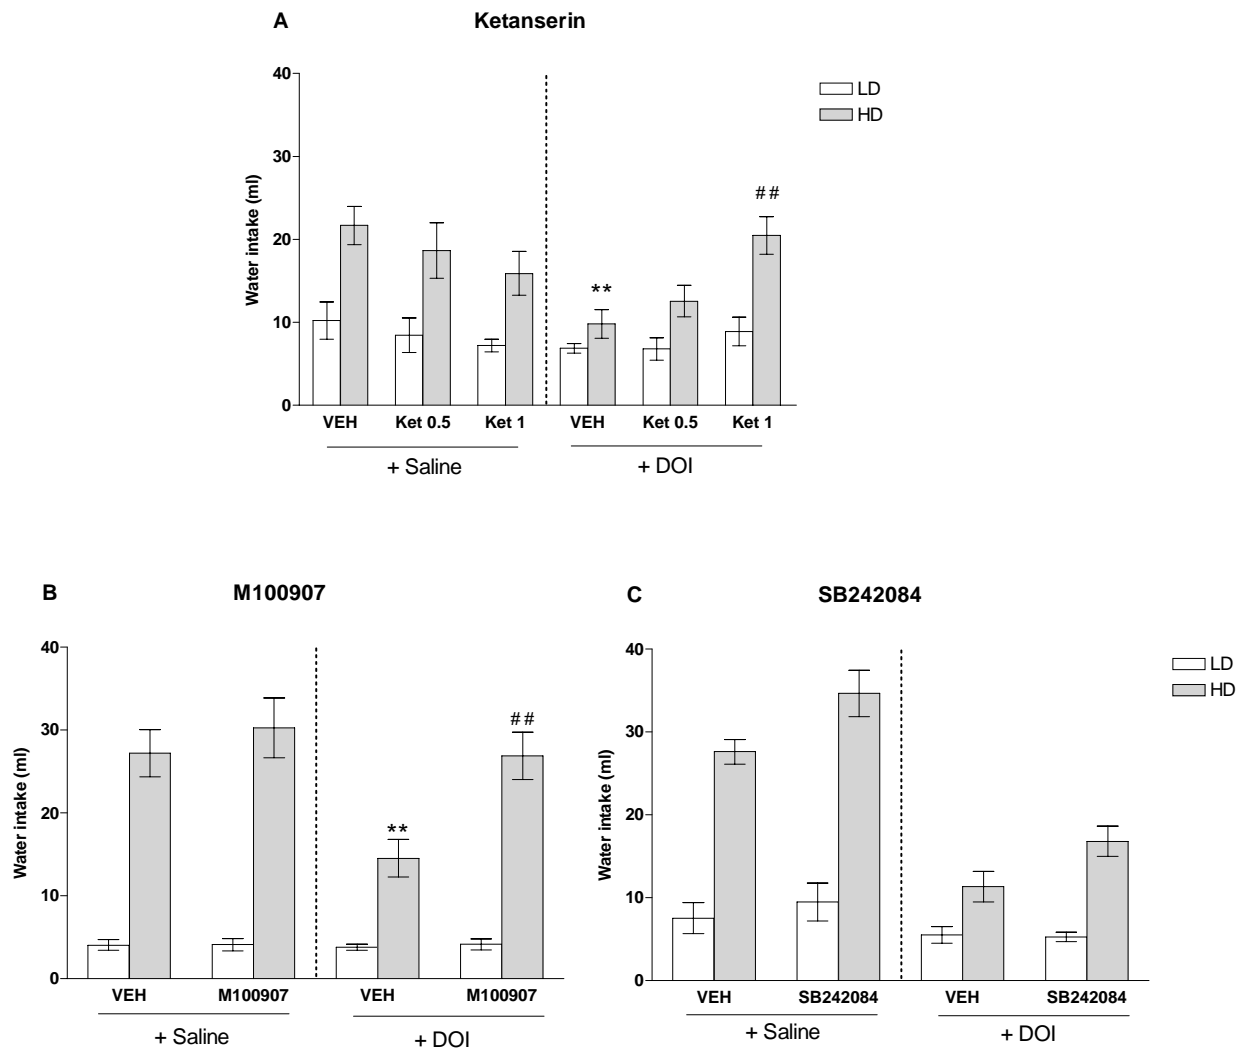 A Ketanserin
40
30
20
10
0
Water intake (ml)
LD
HD
**
##
VEH Ket 0.5 Ket 1 VEH Ket 0.5 Ket 1
+ Saline + DOI
B M100907
40
30
20
10
0
Water intake (ml)
**
##
VEH M100907 VEH M100907
+ Saline + DOI
C SB242084
40
30
20
10
0
Water intake (ml)
LD
HD
VEH SB242084 VEH SB242084
+ Saline + DOI